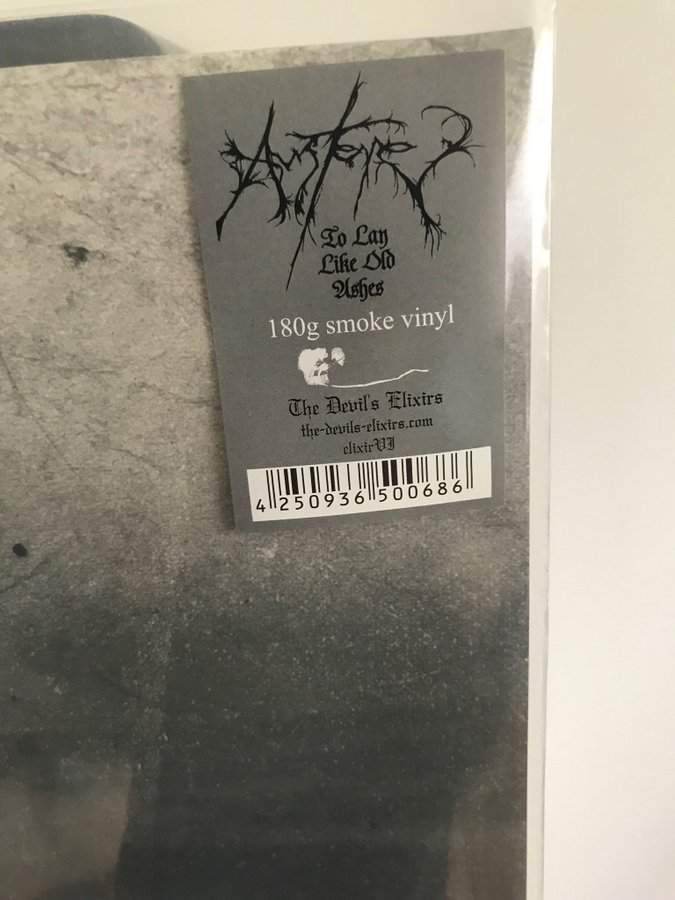 Austere
To Lay
Like Old
Ashes
180g smoke vinyl
The Devil's Elixirs
the-devils-elixirs.com
elixirVI
4 250936 500686